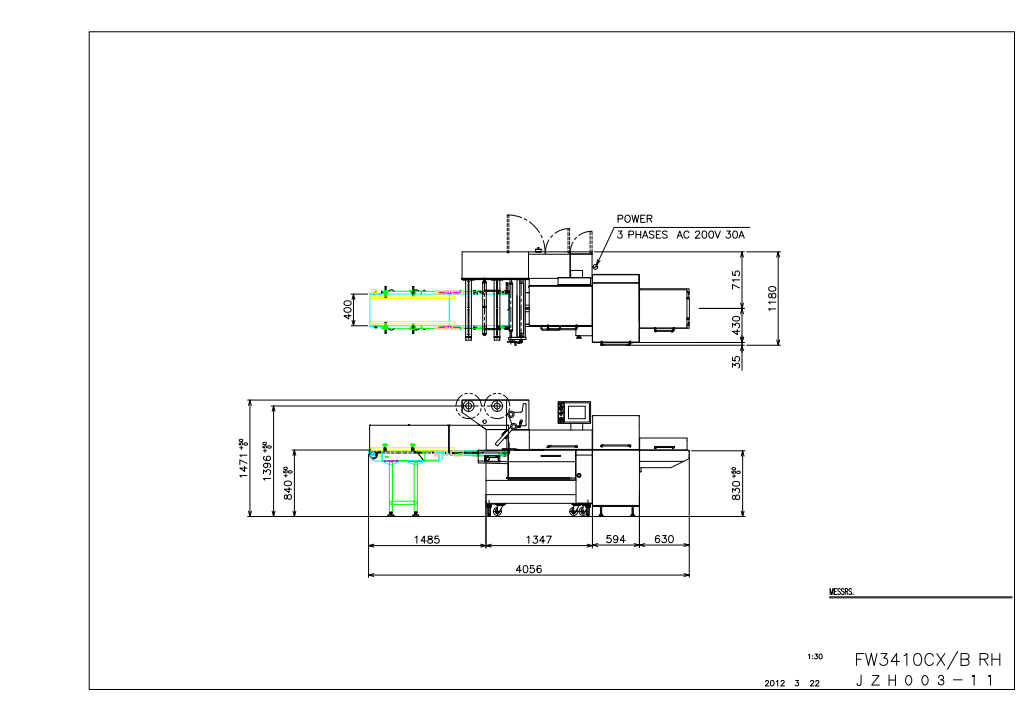 POWER
3 PHASES AC 200V 30A
715
1180
400
430
35
1471 +50 0
1396 +50 0
840 +50 0
830 +50 0
1485
1347
594
630
4056
MESSRS.
1:30
FW3410CX/B RH
2012 3 22
JZH003-11